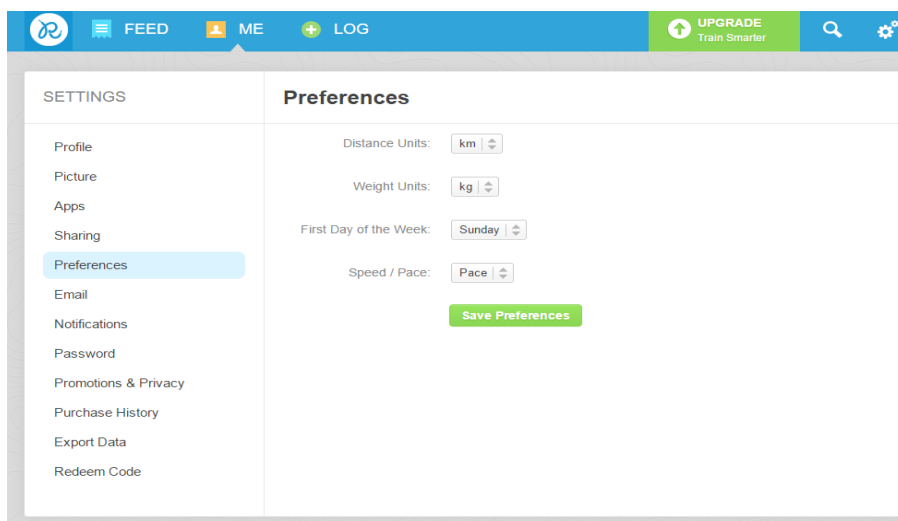 FEED
ME
LOG
UPGRADE
Train Smarter
SETTINGS
Preferences
Profile
Picture
Apps
Sharing
Preferences
Email
Notifications
Password
Promotions & Privacy
Purchase History
Export Data
Redeem Code
Distance Units: km
Weight Units: kg
First Day of the Week: Sunday
Speed / Pace: Pace
Save Preferences